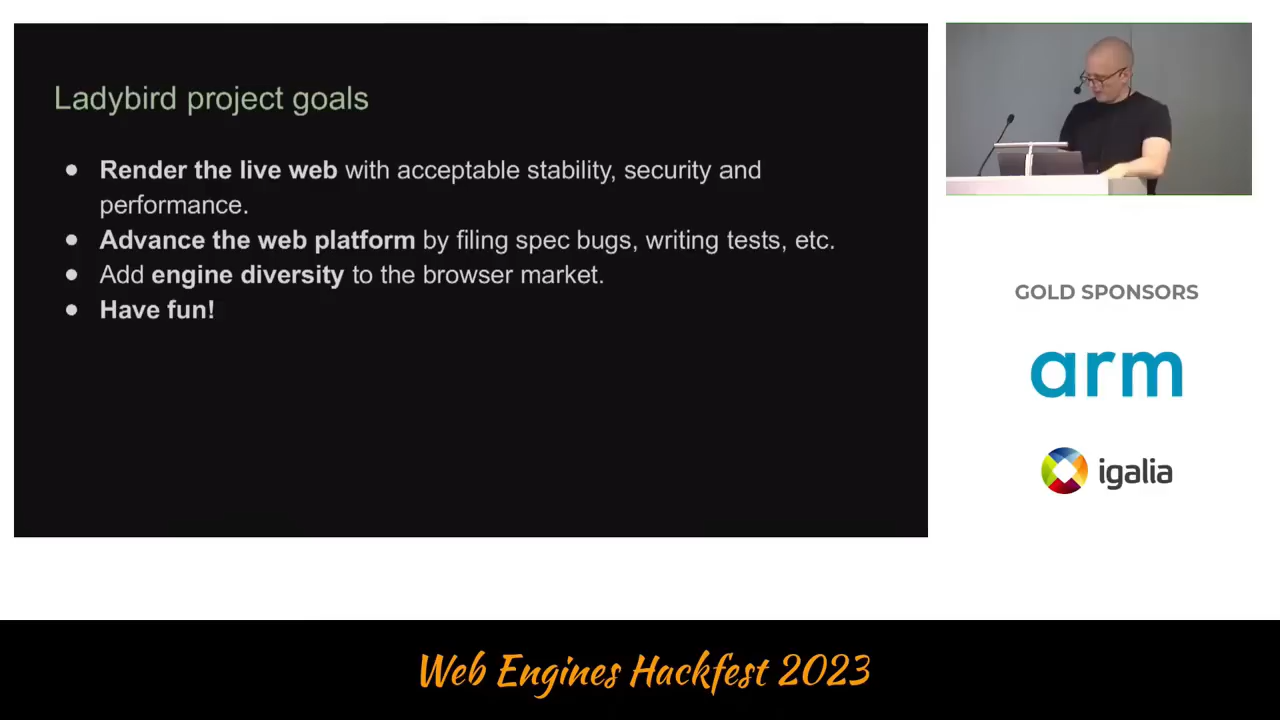 Ladybird project goals
● Render the live web with acceptable stability, security and
performance.
● Advance the web platform by filing spec bugs, writing tests, etc.
● Add engine diversity to the browser market.
● Have fun!
GOLD SPONSORS
arm
igalia
Web Engines Hackfest 2023